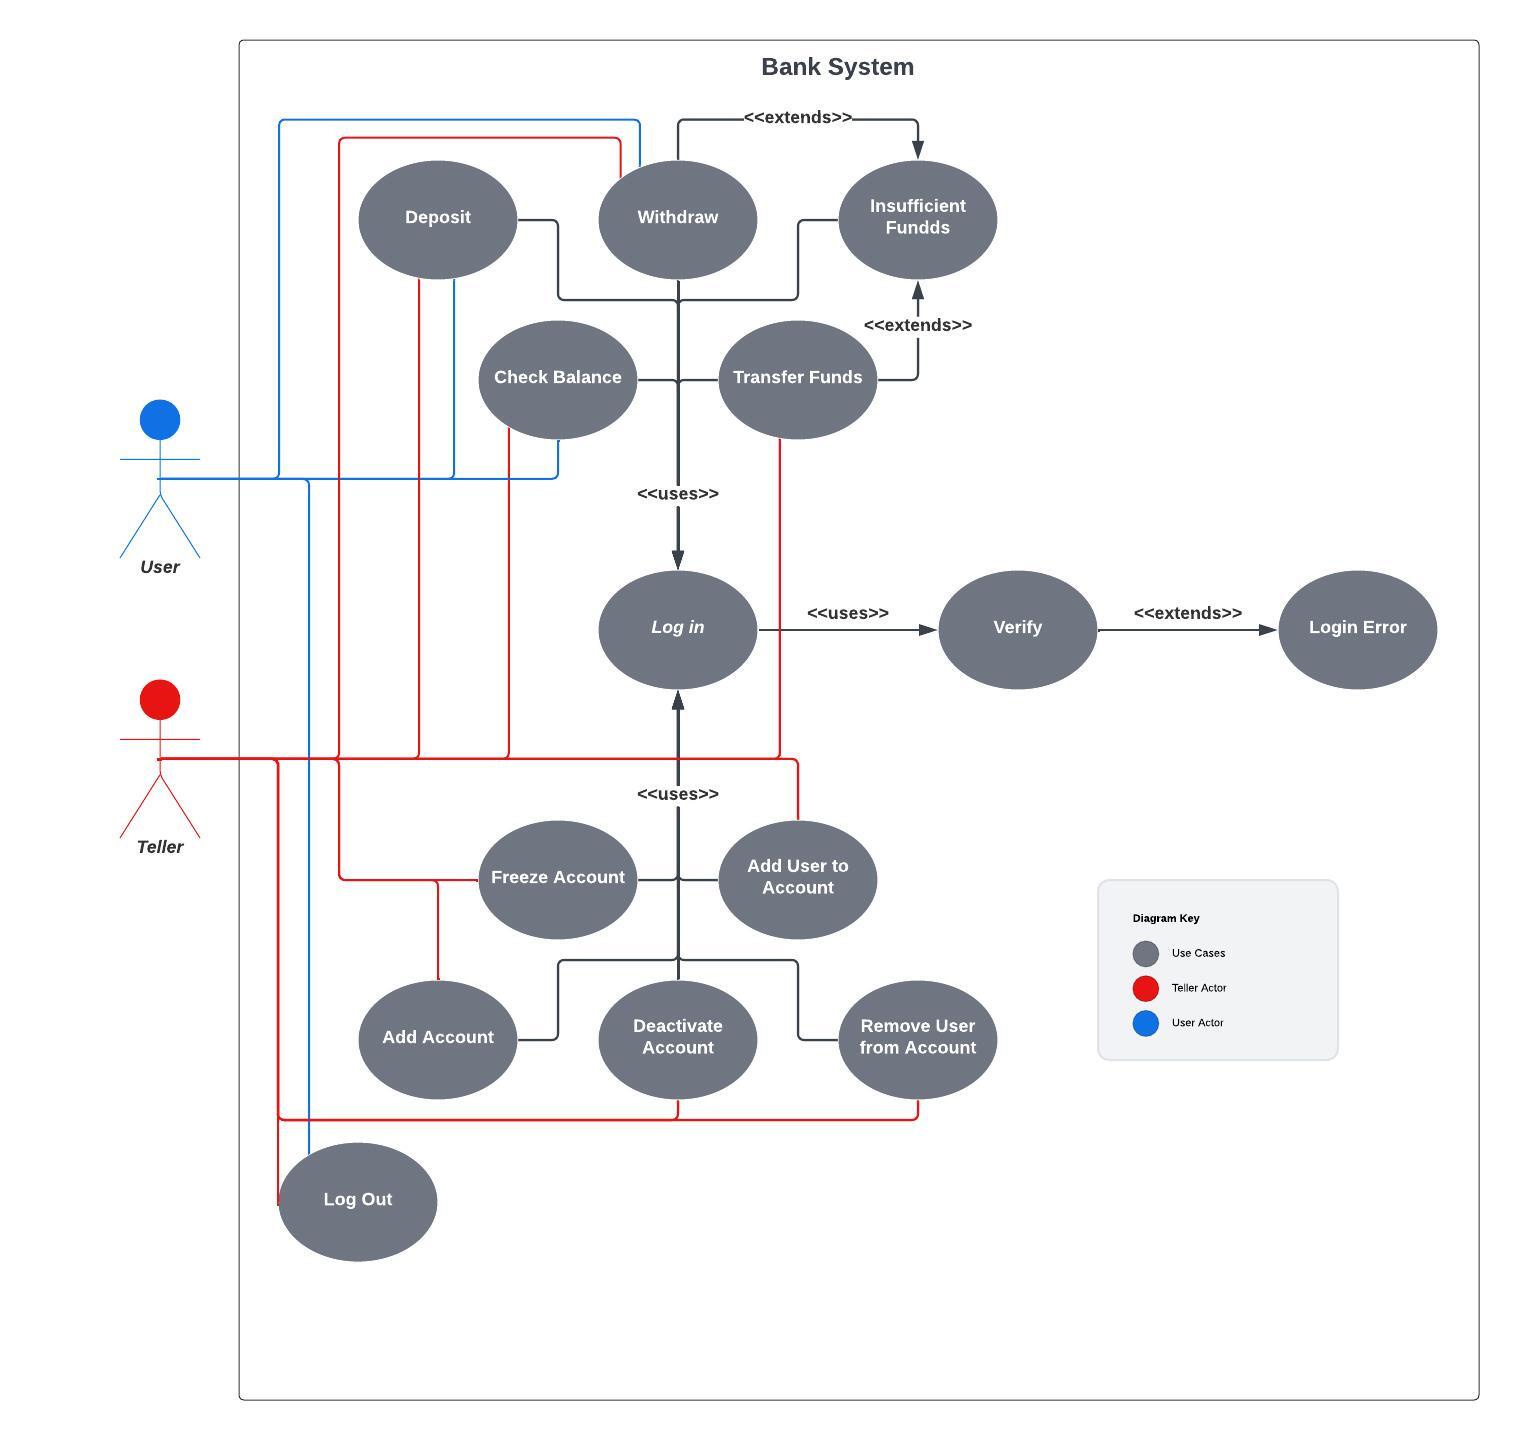 Bank System
<<extends>>
Deposit
Withdraw
Insufficient
Fundds
<<extends>>
Check Balance
Transfer Funds
<<uses>>
User
Log in
<<uses>>
Verify
<<extends>>
Login Error
<<uses>>
Teller
Freeze Account
Add User to
Account
Diagram Key
Use Cases
Teller Actor
User Actor
Add Account
Deactivate
Account
Remove User
from Account
Log Out